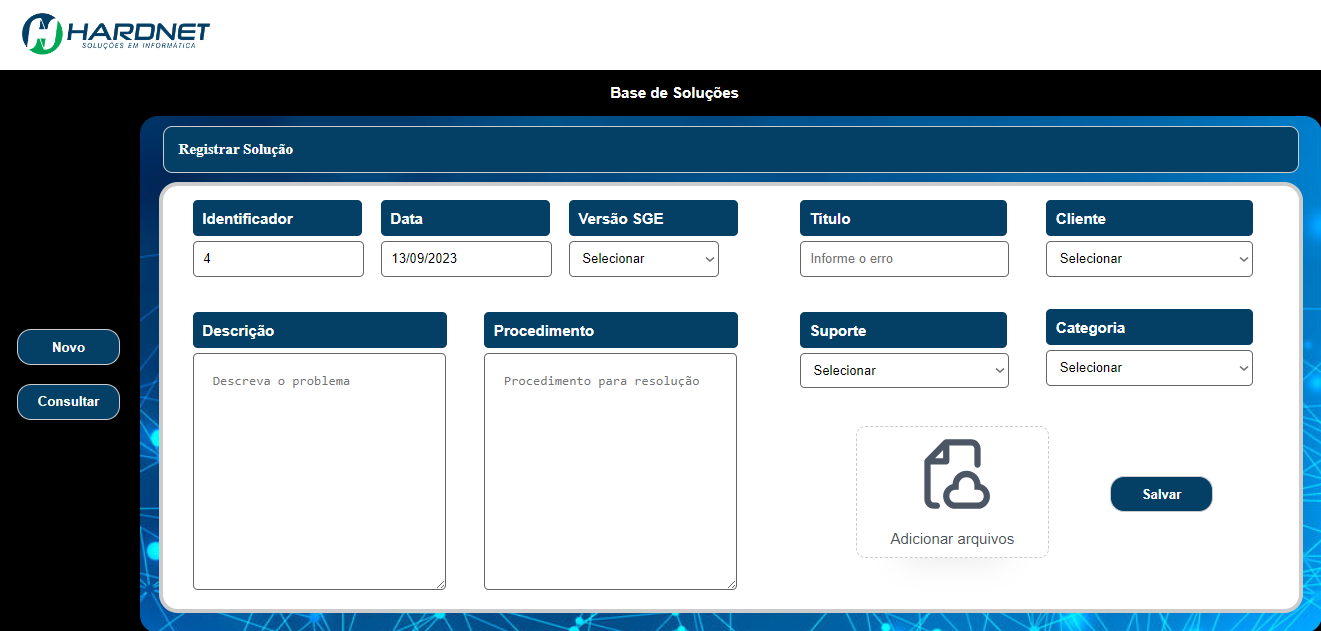 HARDNET
SOLUÇÕES EM INFORMÁTICA
Base de Soluções
Registrar Solução
Identificador
Data
Versão SGE
Título
Cliente
4
13/09/2023
Selecionar
Informe o erro
Selecionar
Descrição
Procedimento
Suporte
Categoria
Descreva o problema
Procedimento para resolução
Selecionar
Selecionar
Novo
Consultar
Adicionar arquivos
Salvar